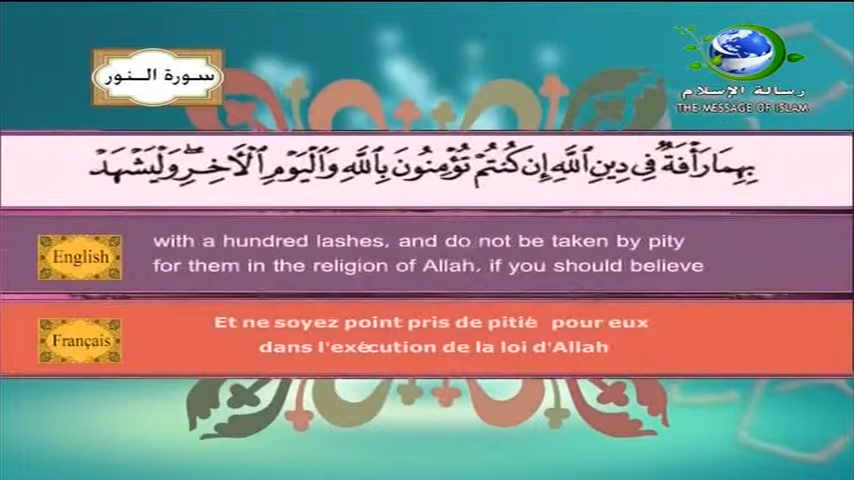 سورة النور
رسالة الإسلام
THE MESSAGE OF ISLAM
بِهِمَا رَأْفَةٌ فِي دِينِ اللَّهِ إِن كُنتُمْ تُؤْمِنُونَ بِاللَّهِ وَالْيَوْمِ الْآخِرِ ۖ وَلْيَشْهَدْ
English
with a hundred lashes, and do not be taken by pity
for them in the religion of Allah, if you should believe
Français
Et ne soyez point pris de pitié pour eux
dans l'exécution de la loi d'Allah